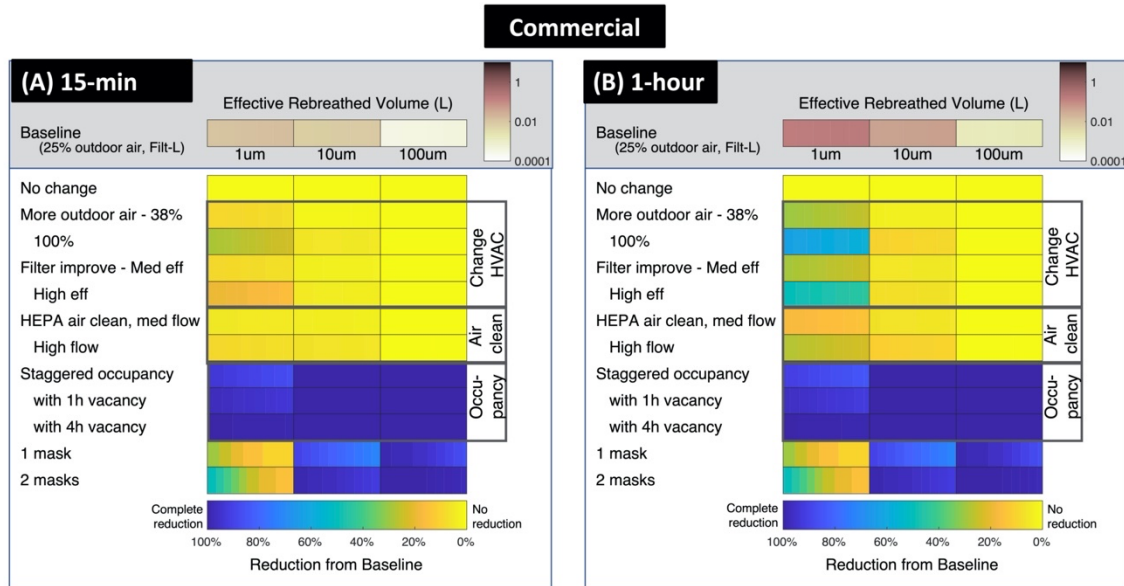 Commercial
(A) 15-min
Effective Rebreathed Volume (L)
1
0.01
0.0001
Baseline
(25% outdoor air, Filt-L)
1um
10um
100um
No change
More outdoor air - 38%
100%
Filter improve - Med eff
High eff
Change
HVAC
HEPA air clean, med flow
High flow
Air
clean
Staggered occupancy
with 1h vacancy
with 4h vacancy
Occu-
pancy
1 mask
2 masks
Complete
reduction
No
reduction
100%
80%
60%
40%
20%
0%
Reduction from Baseline
(B) 1-hour
Effective Rebreathed Volume (L)
1
0.01
0.0001
Baseline
(25% outdoor air, Filt-L)
1um
10um
100um
No change
More outdoor air - 38%
100%
Filter improve - Med eff
High eff
Change
HVAC
HEPA air clean, med flow
High flow
Air
clean
Staggered occupancy
with 1h vacancy
with 4h vacancy
Occu-
pancy
1 mask
2 masks
Complete
reduction
No
reduction
100%
80%
60%
40%
20%
0%
Reduction from Baseline